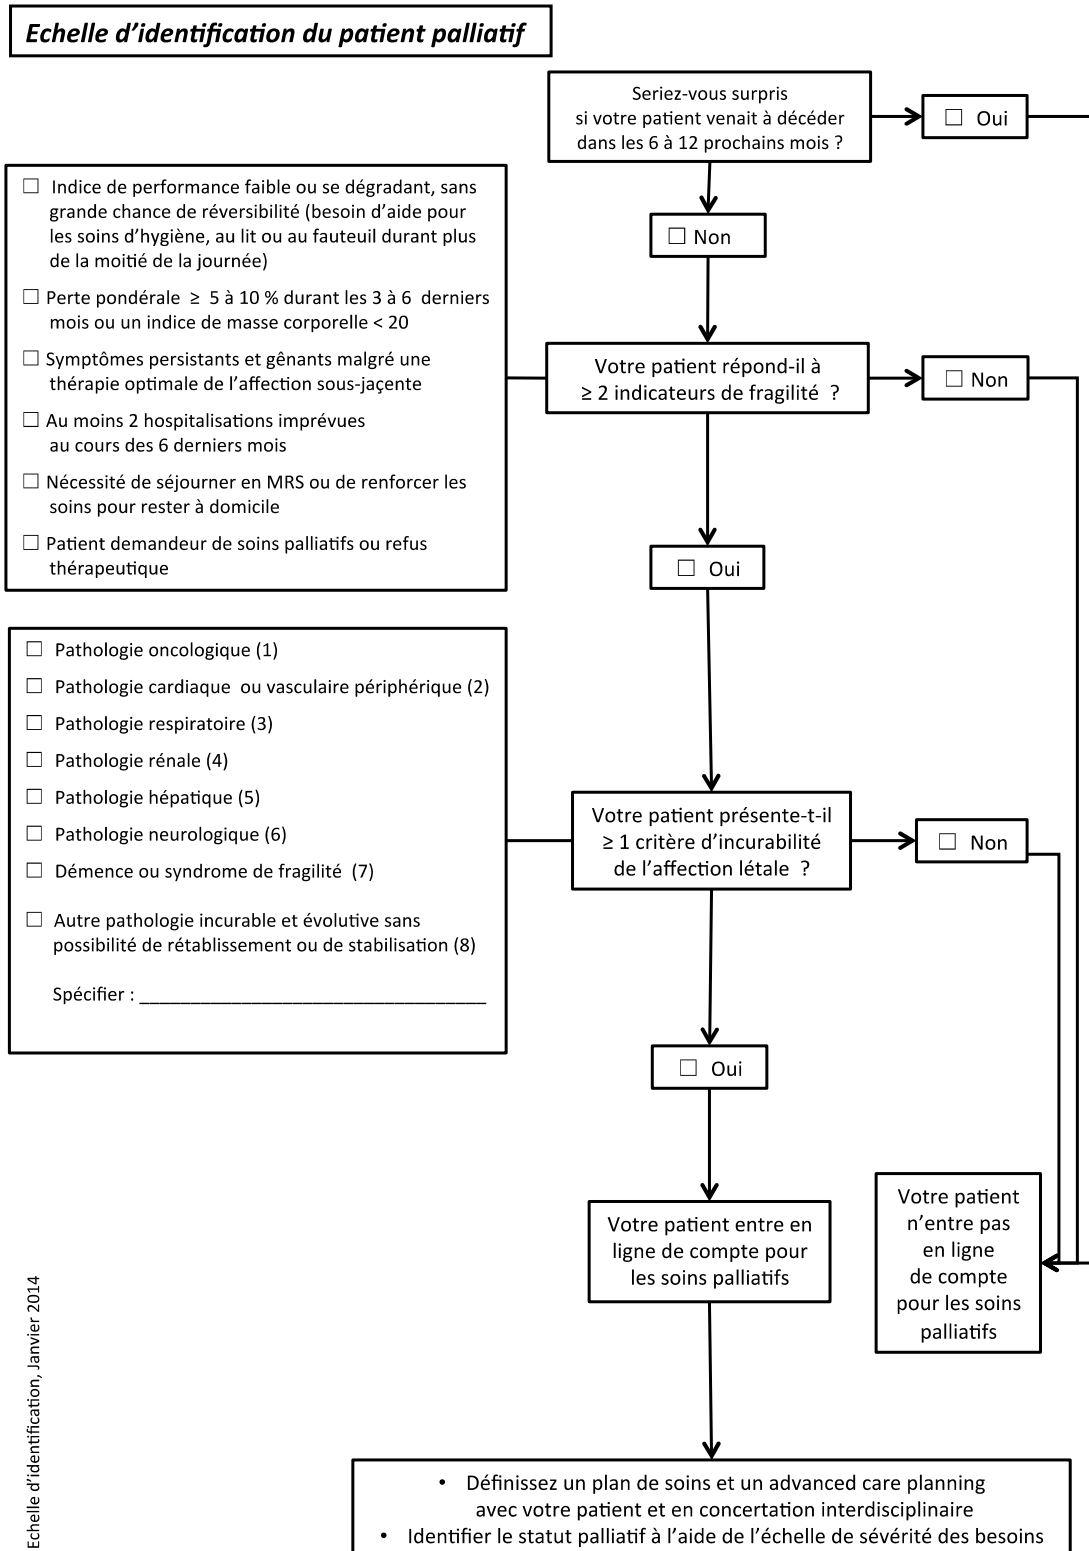 Echelle d’identification du patient palliatif
Seriez-vous surpris
si votre patient venait à décéder
dans les 6 à 12 prochains mois ?
☐ Oui
☐ Non
☐ Indice de performance faible ou se dégradant, sans
grande chance de réversibilité (besoin d’aide pour
les soins d’hygiène, au lit ou au fauteuil durant plus
de la moitié de la journée)
☐ Perte pondérale ≥ 5 à 10 % durant les 3 à 6 derniers
mois ou un indice de masse corporelle < 20
☐ Symptômes persistants et gênants malgré une
thérapie optimale de l’affection sous-jaçente
☐ Au moins 2 hospitalisations imprévues
au cours des 6 derniers mois
☐ Nécessité de séjourner en MRS ou de renforcer les
soins pour rester à domicile
☐ Patient demandeur de soins palliatifs ou refus
thérapeutique
Votre patient répond-il à
≥ 2 indicateurs de fragilité ?
☐ Non
☐ Oui
☐ Pathologie oncologique (1)
☐ Pathologie cardiaque ou vasculaire périphérique (2)
☐ Pathologie respiratoire (3)
☐ Pathologie rénale (4)
☐ Pathologie hépatique (5)
☐ Pathologie neurologique (6)
☐ Démence ou syndrome de fragilité (7)
☐ Autre pathologie incurable et évolutive sans
possibilité de rétablissement ou de stabilisation (8)
Spécifier : __________________________________
Votre patient présente-t-il
≥ 1 critère d’incurabilité
de l’affection létale ?
☐ Non
☐ Oui
Votre patient entre en
ligne de compte pour
les soins palliatifs
Votre patient
n’entre pas
en ligne
de compte
pour les soins
palliatifs
• Définissez un plan de soins et un advanced care planning
avec votre patient et en concertation interdisciplinaire
• Identifier le statut palliatif à l’aide de l’échelle de sévérité des besoins
Echelle d’identification, Janvier 2014